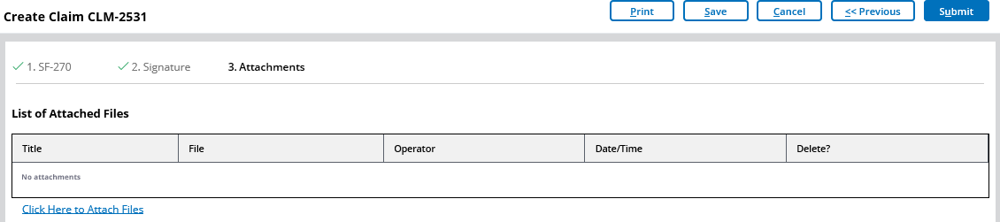 Create Claim CLM-2531
Print Save Cancel << Previous Submit
1. SF-270 2. Signature 3. Attachments
List of Attached Files
Title File Operator Date/Time Delete?
No attachments
Click Here to Attach Files